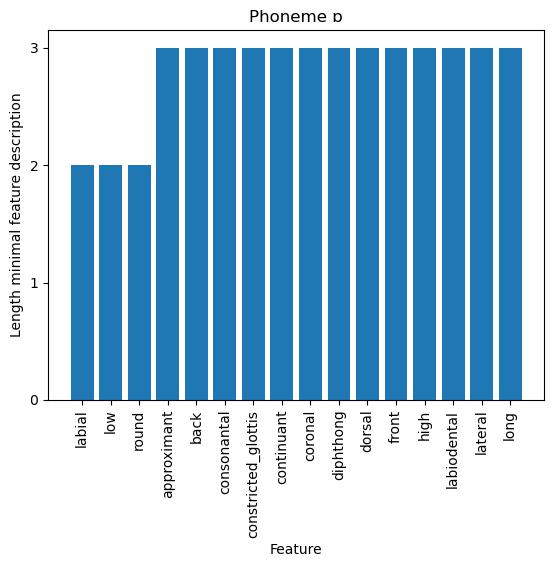 Phoneme ɒ
Length minimal feature description
3
2
1
0
labial
low
round
approximant
back
consonantal
constricted_glottis
continuant
coronal
diphthong
dorsal
front
high
labiodental
lateral
long
Feature